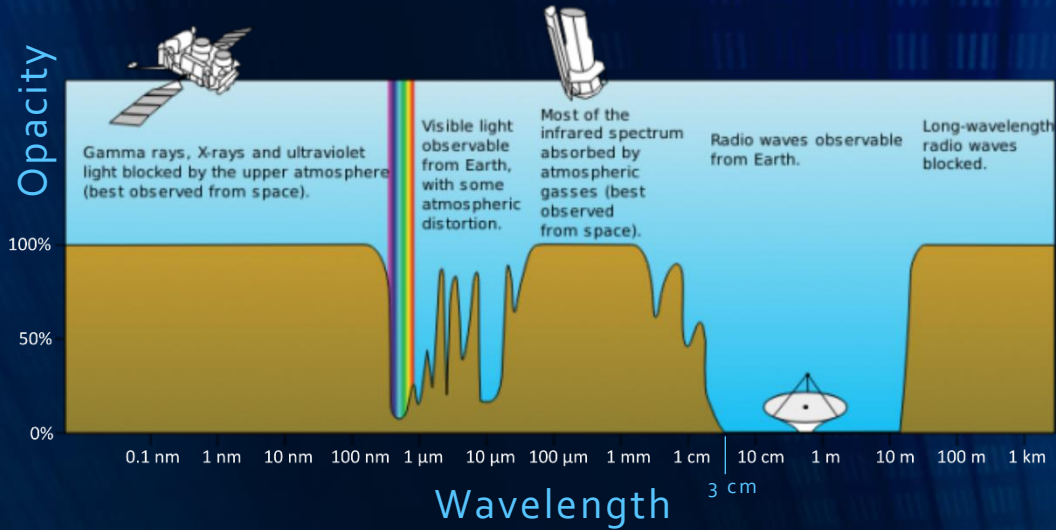 Opacity
Gamma rays, X-rays and ultraviolet
light blocked by the upper atmosphere
(best observed from space).
Visible light
observable
from Earth,
with some
atmospheric
distortion.
Most of the
infrared spectrum
absorbed by
atmospheric
gasses (best
observed
from space).
Radio waves observable
from Earth.
Long-wavelength
radio waves
blocked.
100%
50%
0%
0.1 nm 1 nm 10 nm 100 nm 1 μm 10 μm 100 μm 1 mm 1 cm 10 cm 1 m 10 m 100 m 1 km
3 cm
Wavelength